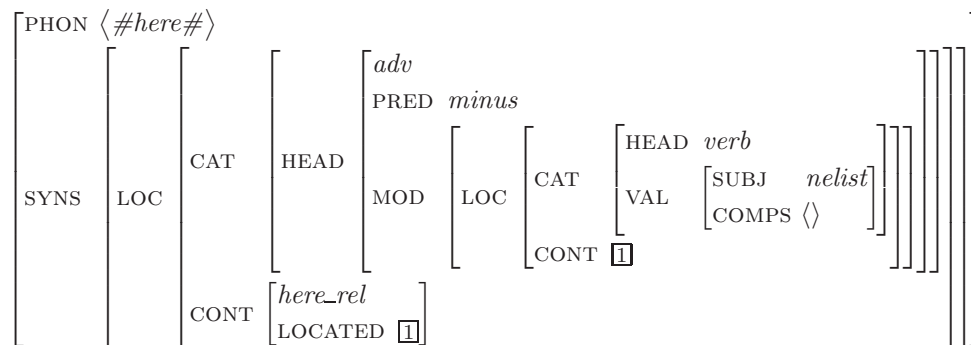 PHON ⟨#here#⟩
adv
PRED minus
HEAD verb
CAT HEAD CAT SUBJ nelist
SYNS LOC MOD LOC VAL
COMPS ⟨⟩
CONT 1
here_rel
CONT
LOCATED 1